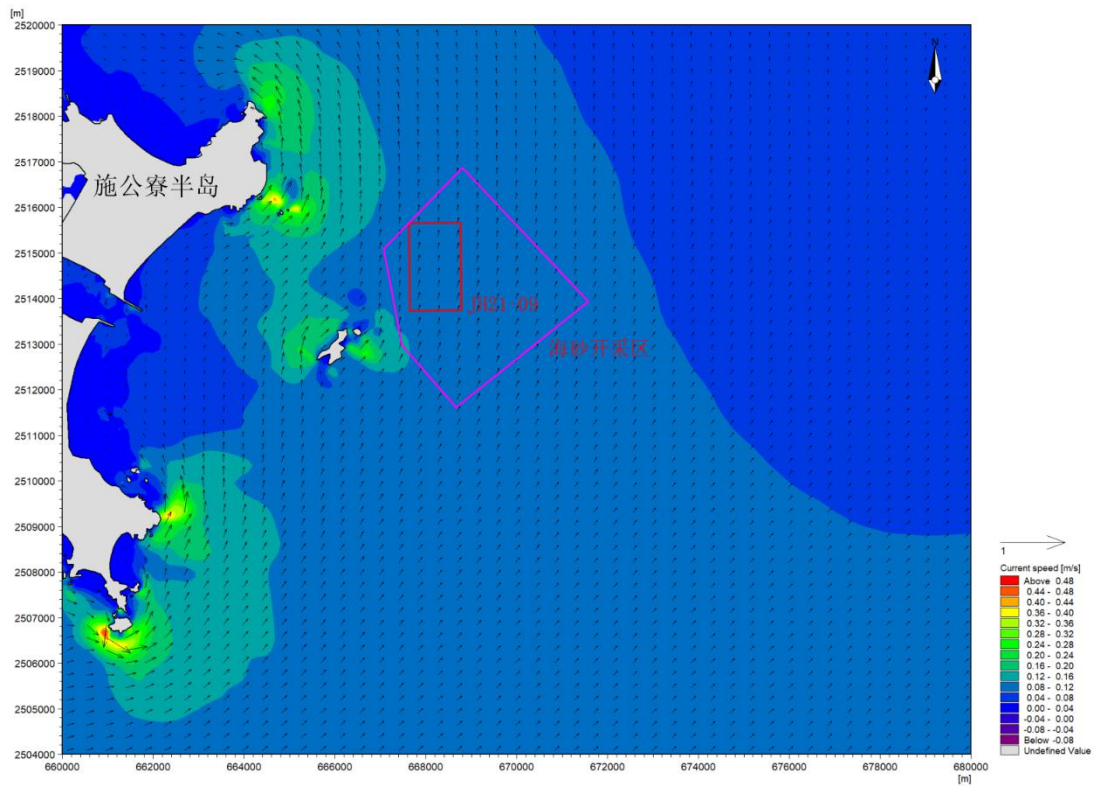 [m]
2520000
2519000
2518000
2517000
2516000
2515000
2514000
2513000
2512000
2511000
2510000
2509000
2508000
2507000
2506000
2505000
2504000
660000 662000 664000 666000 668000 670000 672000 674000 676000 678000 680000
[m]
N
施公寮半岛
JH21-09
海砂开采区
1
Current speed [m/s]
Above 0.48
0.44 - 0.48
0.40 - 0.44
0.36 - 0.40
0.32 - 0.36
0.28 - 0.32
0.24 - 0.28
0.20 - 0.24
0.16 - 0.20
0.12 - 0.16
0.08 - 0.12
0.04 - 0.08
0.00 - 0.04
-0.04 - 0.00
-0.08 - -0.04
Below -0.08
Undefined Value